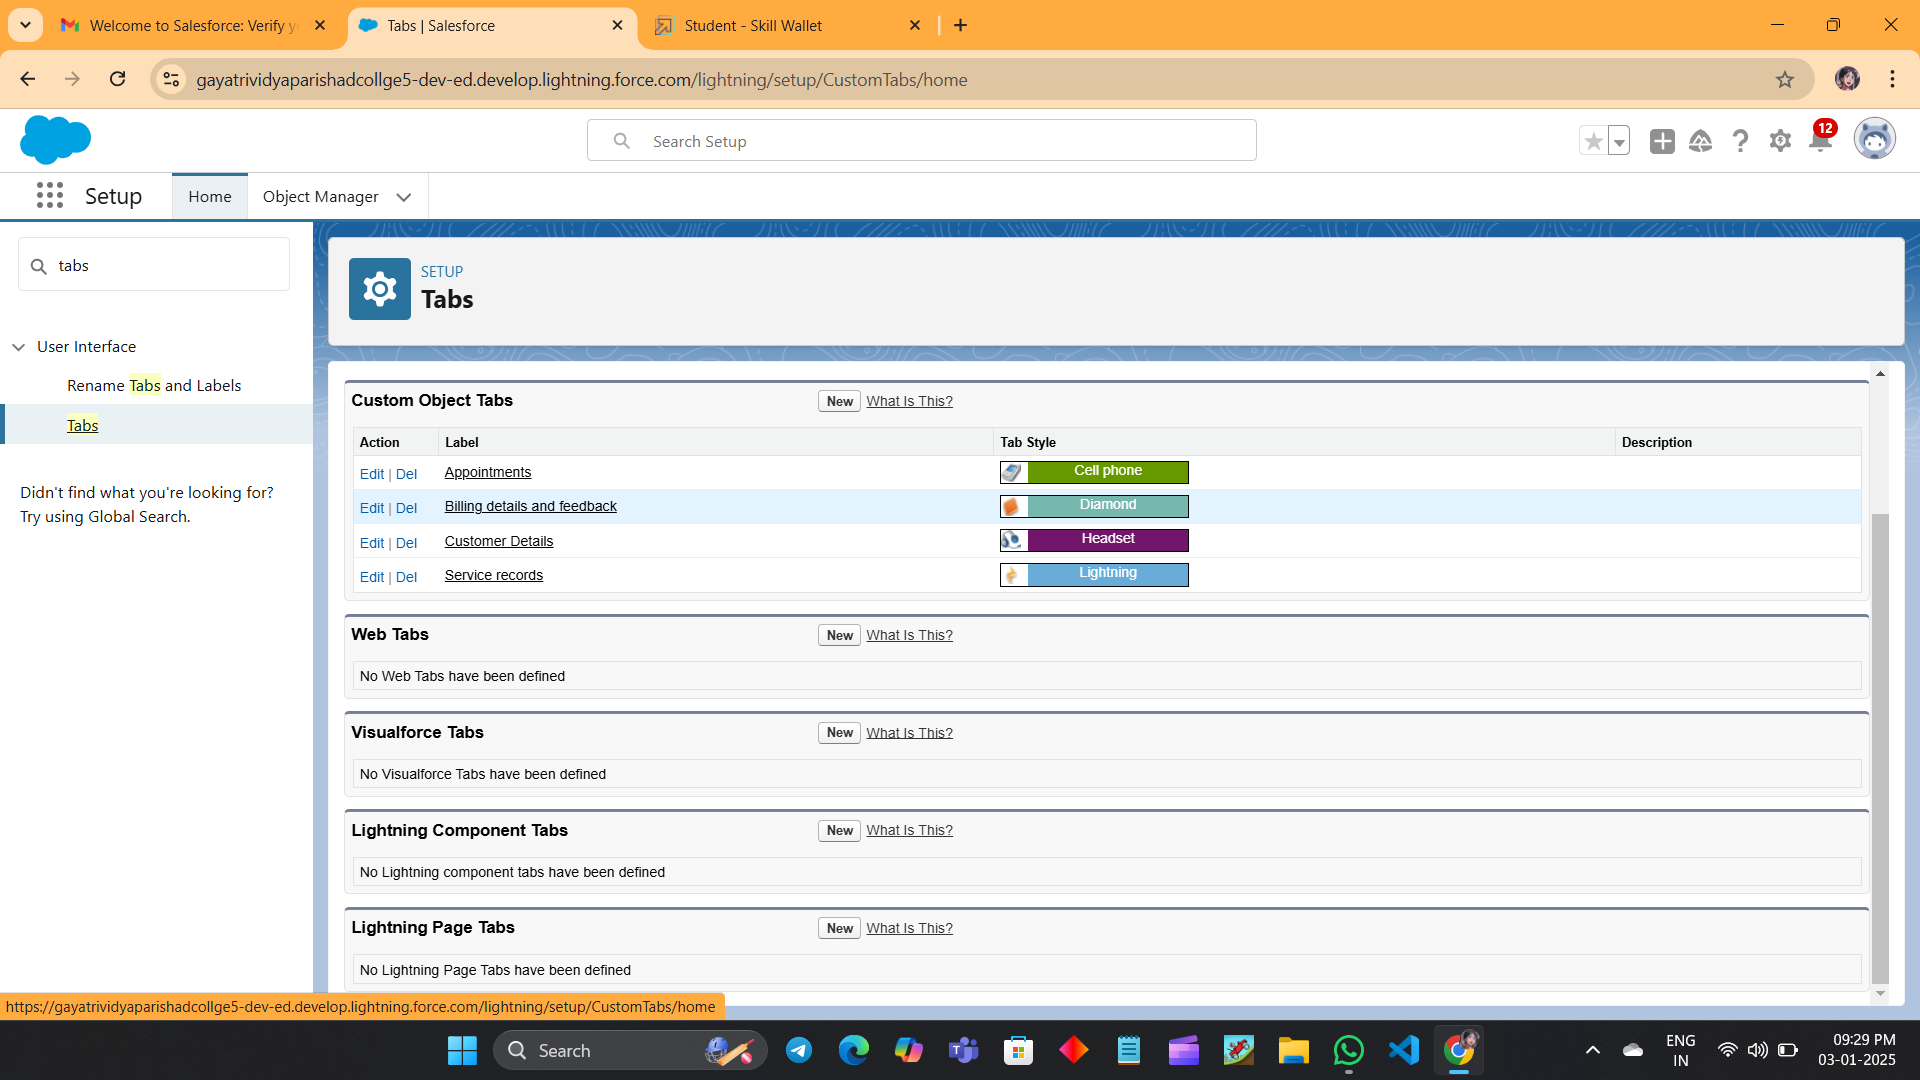 Welcome to Salesforce: Verify y
Tabs | Salesforce
Student - Skill Wallet
gayatrividyaparishadcollge5-dev-ed.develop.lightning.force.com/lightning/setup/CustomTabs/home
Search Setup
12
Setup
Home
Object Manager
tabs
User Interface
Rename Tabs and Labels
Tabs
Didn't find what you're looking for?
Try using Global Search.
SETUP
Tabs
Custom Object Tabs
New
What Is This?
Action
Label
Tab Style
Description
Edit | Del
Appointments
Cell phone
Edit | Del
Billing details and feedback
Diamond
Edit | Del
Customer Details
Headset
Edit | Del
Service records
Lightning
Web Tabs
New
What Is This?
No Web Tabs have been defined
Visualforce Tabs
New
What Is This?
No Visualforce Tabs have been defined
Lightning Component Tabs
New
What Is This?
No Lightning component tabs have been defined
Lightning Page Tabs
New
What Is This?
No Lightning Page Tabs have been defined
https://gayatrividyaparishadcollge5-dev-ed.develop.lightning.force.com/lightning/setup/CustomTabs/home
Search
ENG
IN
09:29 PM
03-01-2025